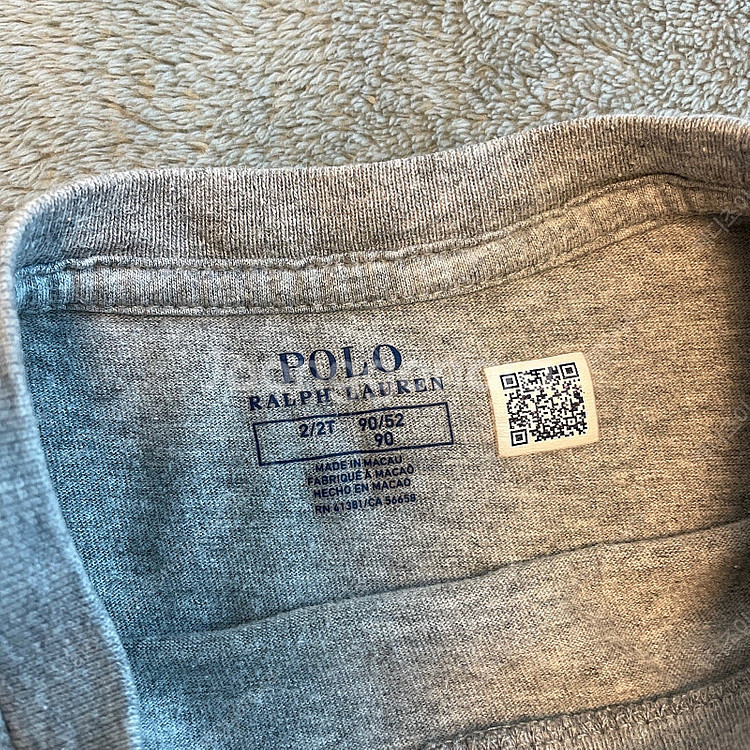 POLO
RALPH LAUREN
2/2T 90/52
90
MADE IN MACAU
FABRIQUÉ À MACAO
HECHO EN MACAO
RN 41381/CA 56658